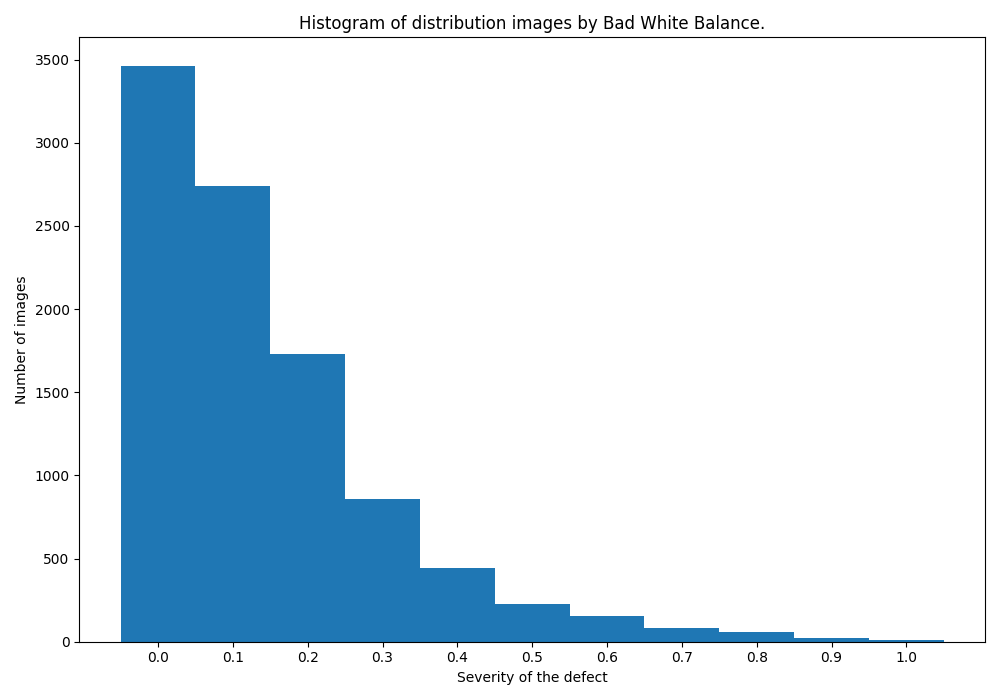 Histogram of distribution images by Bad White Balance.
3500
3000
2500
2000
1500
1000
500
0
Number of images
0.0 0.1 0.2 0.3 0.4 0.5 0.6 0.7 0.8 0.9 1.0
Severity of the defect